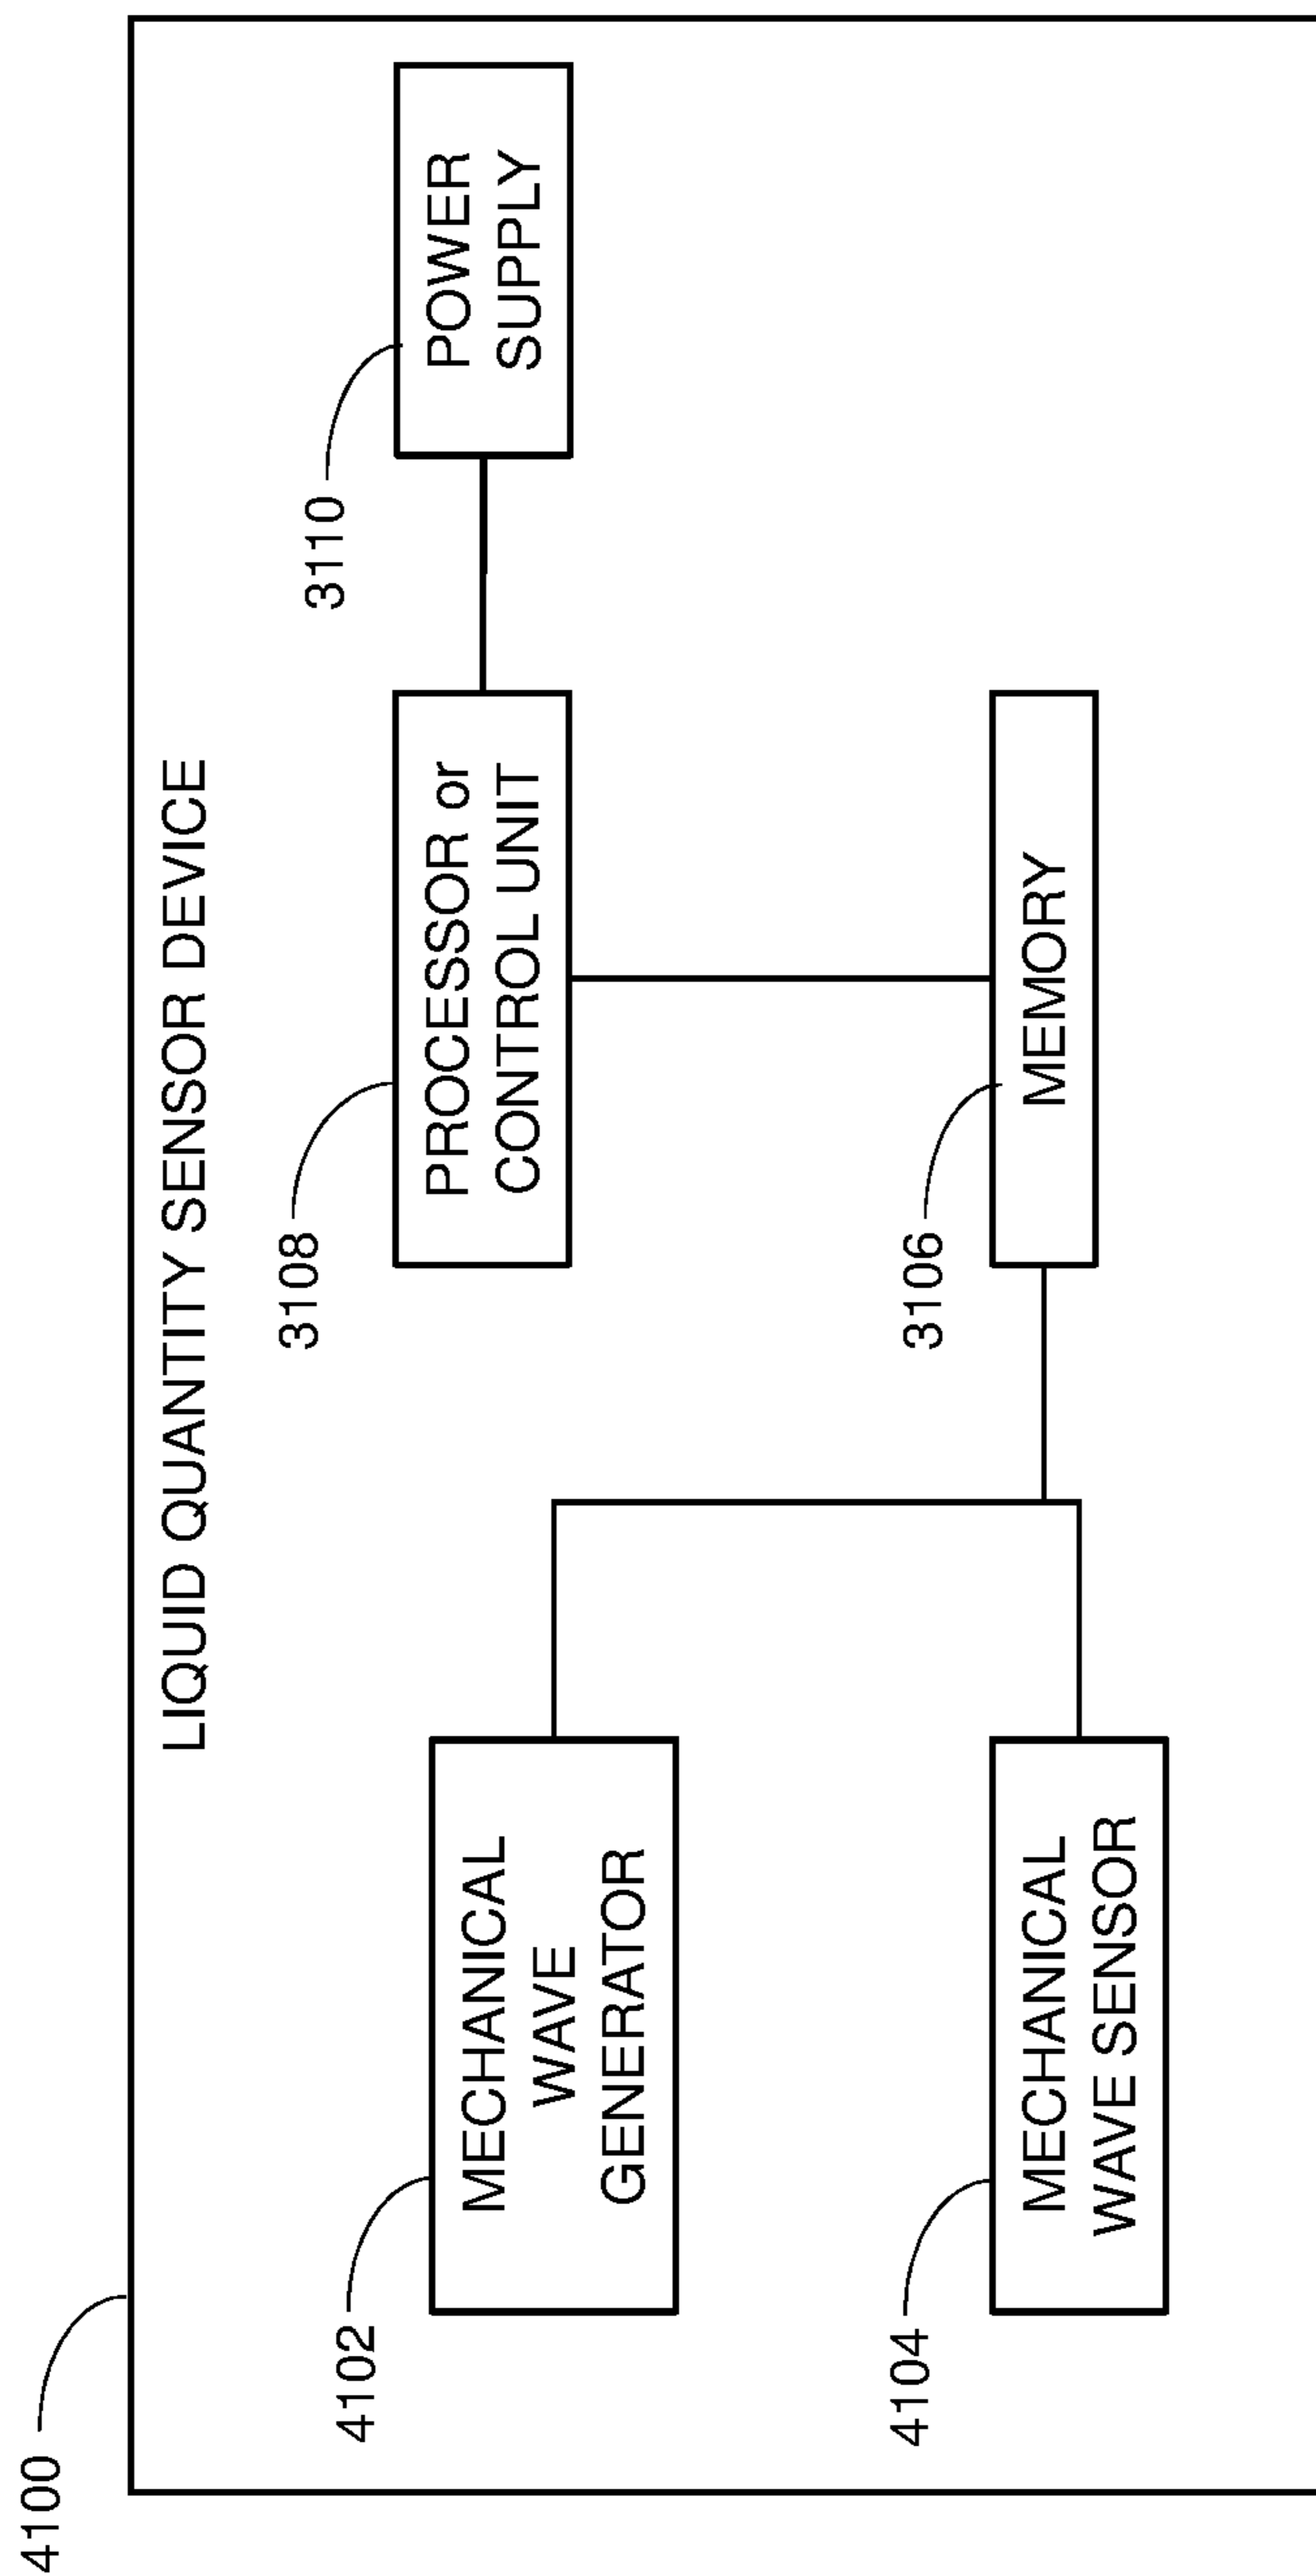 4100
LIQUID QUANTITY SENSOR DEVICE
4102
MECHANICAL
WAVE
GENERATOR
3108
PROCESSOR or
CONTROL UNIT
3110
POWER
SUPPLY
4104
MECHANICAL
WAVE SENSOR
3106
MEMORY